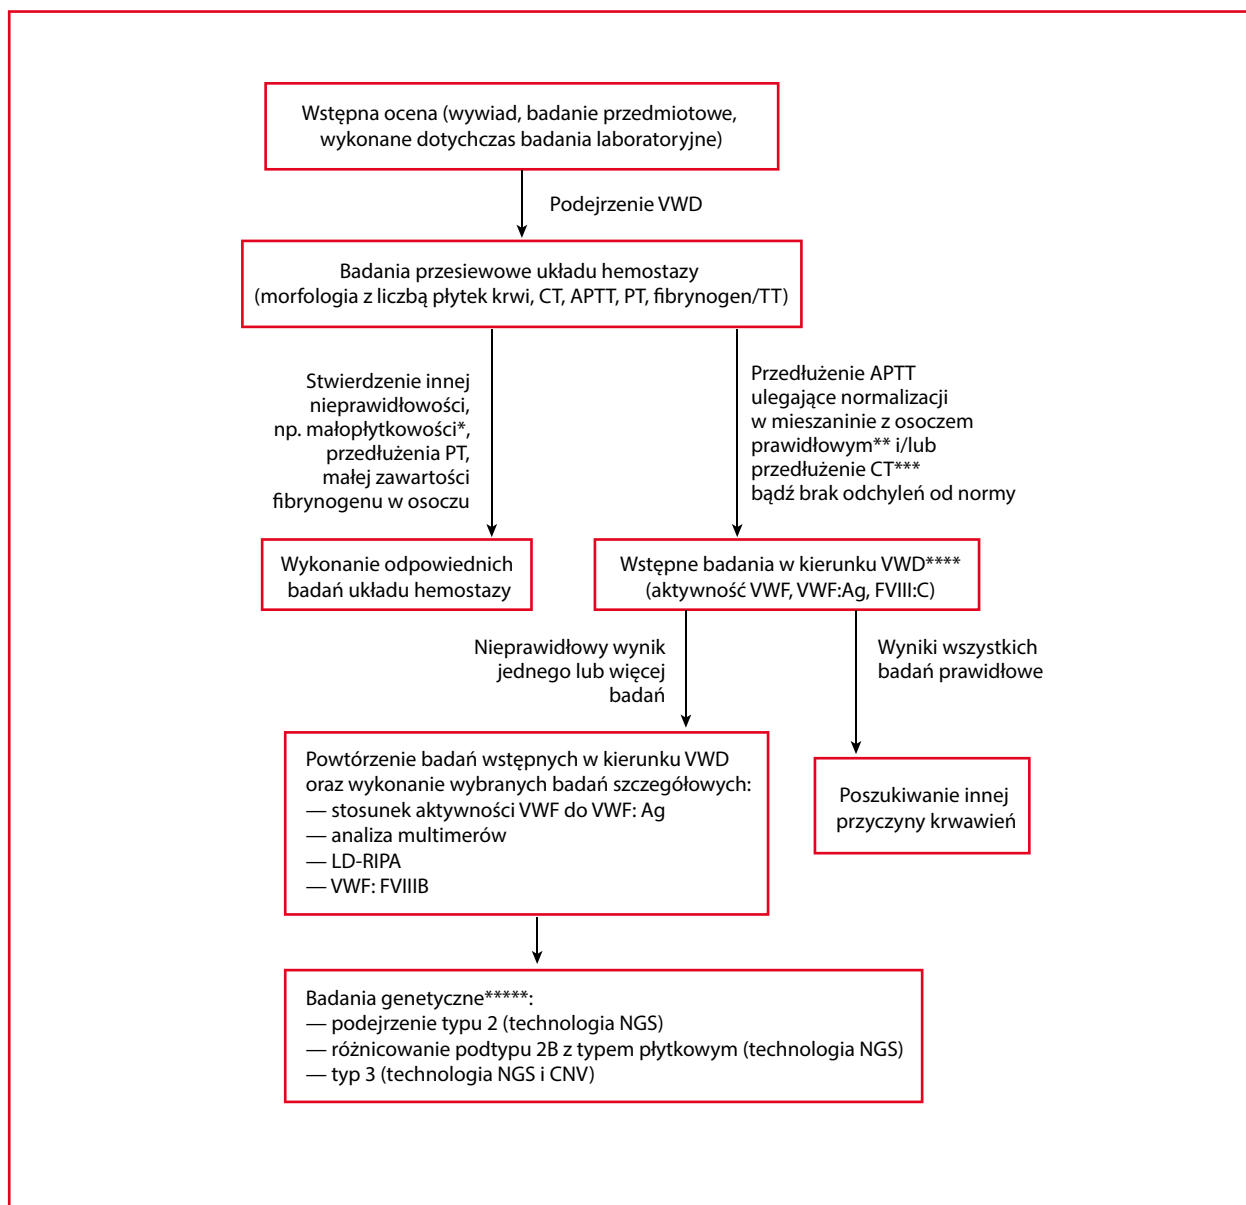 Wstępna ocena (wywiad, badanie przedmiotowe,
wykonane dotychczas badania laboratoryjne)
Podejrzenie VWD
Badania przesiewowe układu hemostazy
(morfologia z liczbą płytek krwi, CT, APTT, PT, fibrynogen/TT)
Stwierdzenie innej
nieprawidłowości,
np. małopłytkowości*,
przedłużenia PT,
małej zawartości
fibrynogenu w osoczu
Przedłużenie APTT
ulegające normalizacji
w mieszaninie z osoczem
prawidłowym** i/lub
przedłużenie CT***
bądź brak odchyleń od normy
Wykonanie odpowiednich
badań układu hemostazy
Wstępne badania w kierunku VWD****
(aktywność VWF, VWF:Ag, FVIII:C)
Nieprawidłowy wynik
jednego lub więcej
badań
Wyniki wszystkich
badań prawidłowe
Powtórzenie badań wstępnych w kierunku VWD
oraz wykonanie wybranych badań szczegółowych:
— stosunek aktywności VWF do VWF: Ag
— analiza multimerów
— LD-RIPA
— VWF: FVIIIB
Poszukiwanie innej
przyczyny krwawień
Badania genetyczne*****:
— podejrzenie typu 2 (technologia NGS)
— różnicowanie podtypu 2B z typem płytkowym (technologia NGS)
— typ 3 (technologia NGS i CNV)